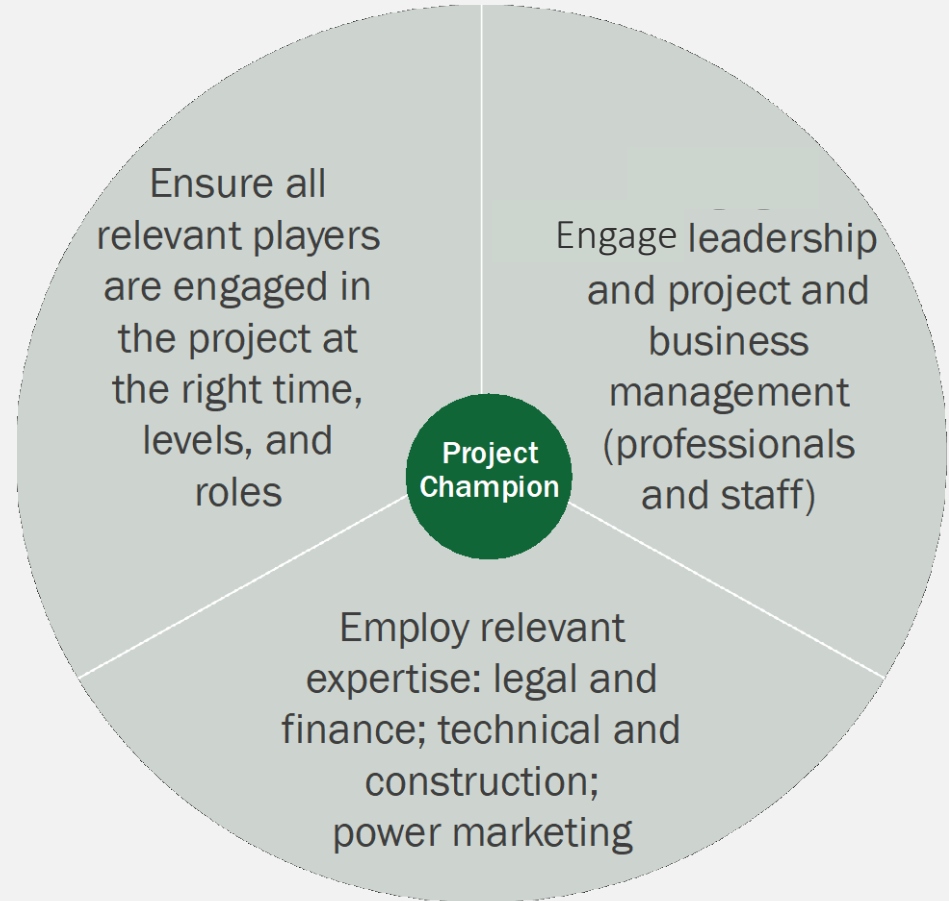 Ensure all
relevant players
are engaged in
the project at
the right time,
levels, and
roles
Engage leadership
and project and
business
management
(professionals
and staff)
Project
Champion
Employ relevant
expertise: legal and
finance; technical and
construction;
power marketing